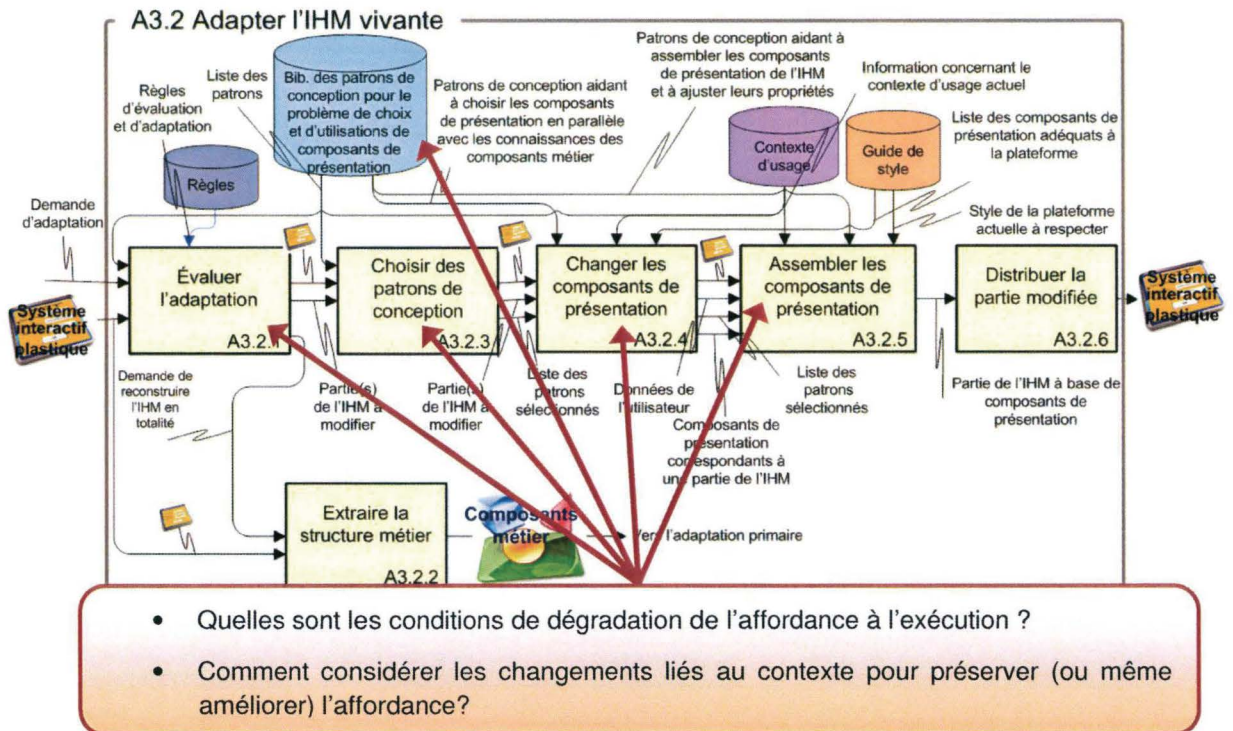 A3.2 Adapter l'IHM vivante
Règles
d'évaluation
et d'adaptation
Liste des
patrons
Bib. des patrons de
conception pour le
problème de choix
et d'utilisations de
composants de
présentation
Patrons de conception aidant
à choisir les composants
de présentation en parallèle
avec les connaissances des
composants métier
Patrons de conception aidant à
assembler les composants
de présentation de l'IHM
et à ajuster leurs propriétés
Information concernant le
contexte d'usage actuel
Liste des composants de
présentation adéquats à
la plateforme
Règles
Contexte
d'usage
Guide de
style
Style de la plateforme
actuelle à respecter
Demande
d'adaptation
Système
interactif
plastique
Évaluer
l'adaptation
A3.2.1
Choisir des
patrons de
conception
A3.2.3
Changer les
composants de
présentation
A3.2.4
Assembler les
composants de
présentation
A3.2.5
Distribuer la
partie modifiée
A3.2.6
Système
interactif
plastique
Demande de
reconstruire
l'IHM en
totalité
Partie(s)
de l'IHM à
modifier
Partie(s)
de l'IHM à
modifier
Liste des
patrons
sélectionnés
Données de
l'utilisateur
Composants de
présentation
correspondants à
une partie de l'IHM
Liste des
patrons
sélectionnés
Partie de l'IHM à base de
composants de
présentation
Extraire la
structure métier
A3.2.2
Composants
métier
Vers l'adaptation primaire
• Quelles sont les conditions de dégradation de l'affordance à l'exécution ?
• Comment considérer les changements liés au contexte pour préserver (ou même
améliorer) l'affordance?